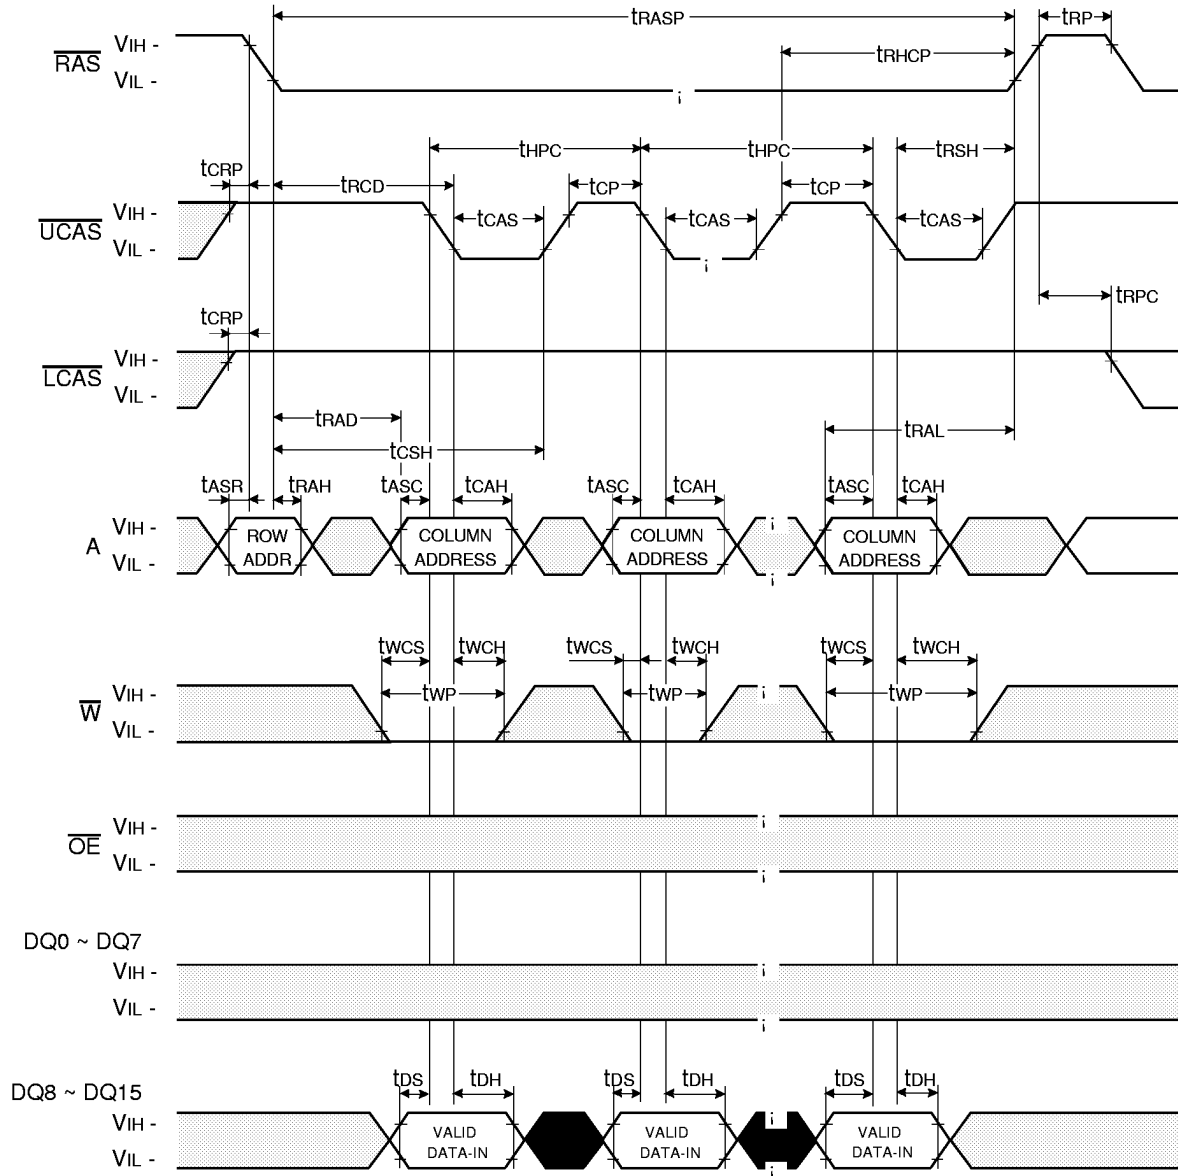 tRASP
tRP
RAS
VIH -
VIL -
tRHCP
tHPC
tHPC
tRSH
tCRP
tRCD
tCP
tCP
UCAS
VIH -
VIL -
tCAS
tCAS
tCAS
tRPC
tCRP
LCAS
VIH -
VIL -
tRAD
tCSH
tRAL
tASR
tRAH
tASC
tCAH
tASC
tCAH
tASC
tCAH
A
VIH -
VIL -
ROW
ADDR
COLUMN
ADDRESS
COLUMN
ADDRESS
COLUMN
ADDRESS
tWCS
tWCH
tWCS
tWCH
tWCS
tWCH
W
VIH -
VIL -
tWP
tWP
tWP
OE
VIH -
VIL -
DQ0 ~ DQ7
VIH -
VIL -
DQ8 ~ DQ15
VIH -
VIL -
tDS
tDH
tDS
tDH
tDS
tDH
VALID
DATA-IN
VALID
DATA-IN
VALID
DATA-IN